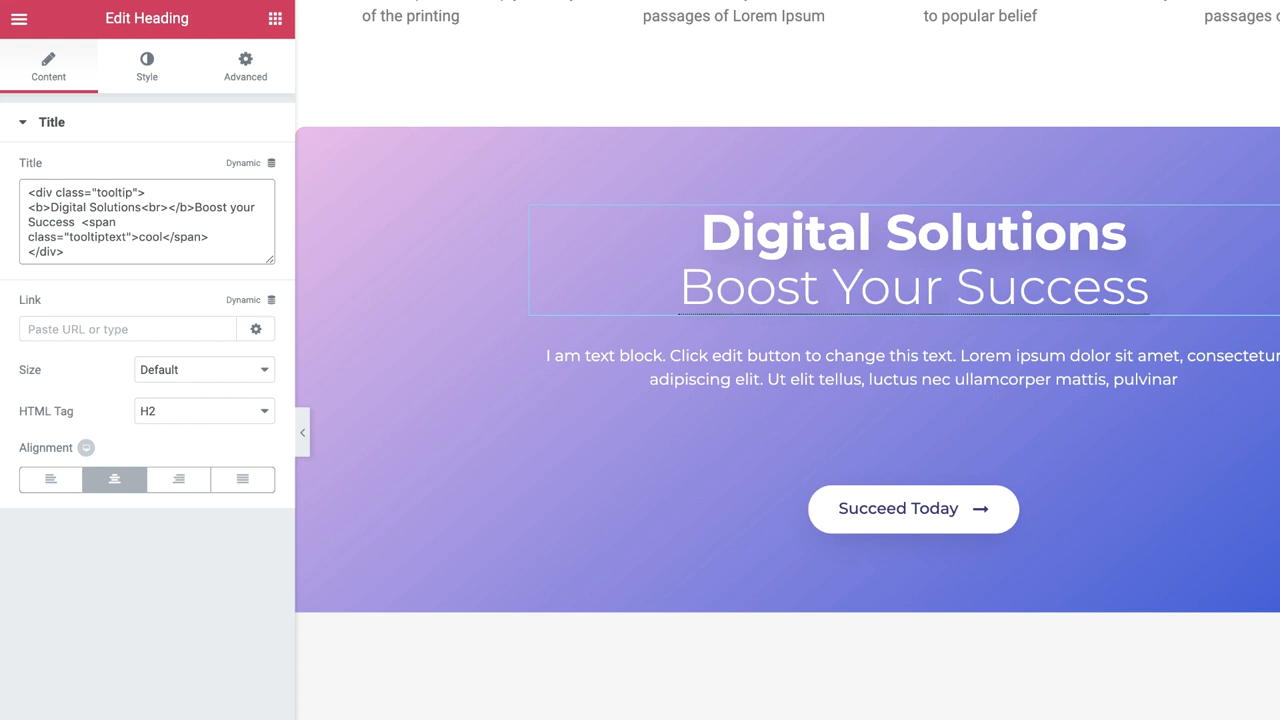 Edit Heading
Content
Style
Advanced
Title
Title
Dynamic
<div class="tooltip">
<b>Digital Solutions<br></b>Boost your
Success <span
class="tooltiptext">cool</span>
</div>
Link
Dynamic
Paste URL or type
Size
Default
HTML Tag
H2
Alignment
of the printing
passages of Lorem Ipsum
to popular belief
passages
Digital Solutions
Boost Your Success
I am text block. Click edit button to change this text. Lorem ipsum dolor sit amet, consectetur
adipiscing elit. Ut elit tellus, luctus nec ullamcorper mattis, pulvinar
Succeed Today